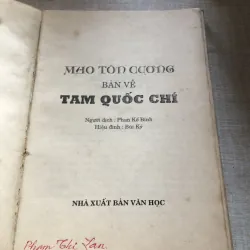 MAO TÔN CƯƠNG
BÀN VỀ
TAM QUỐC CHÍ
Người dịch : Phan Kế Bính
Hiệu đính : Bùi Kỷ
NHÀ XUẤT BẢN VĂN HỌC
Phạm Thị Lan